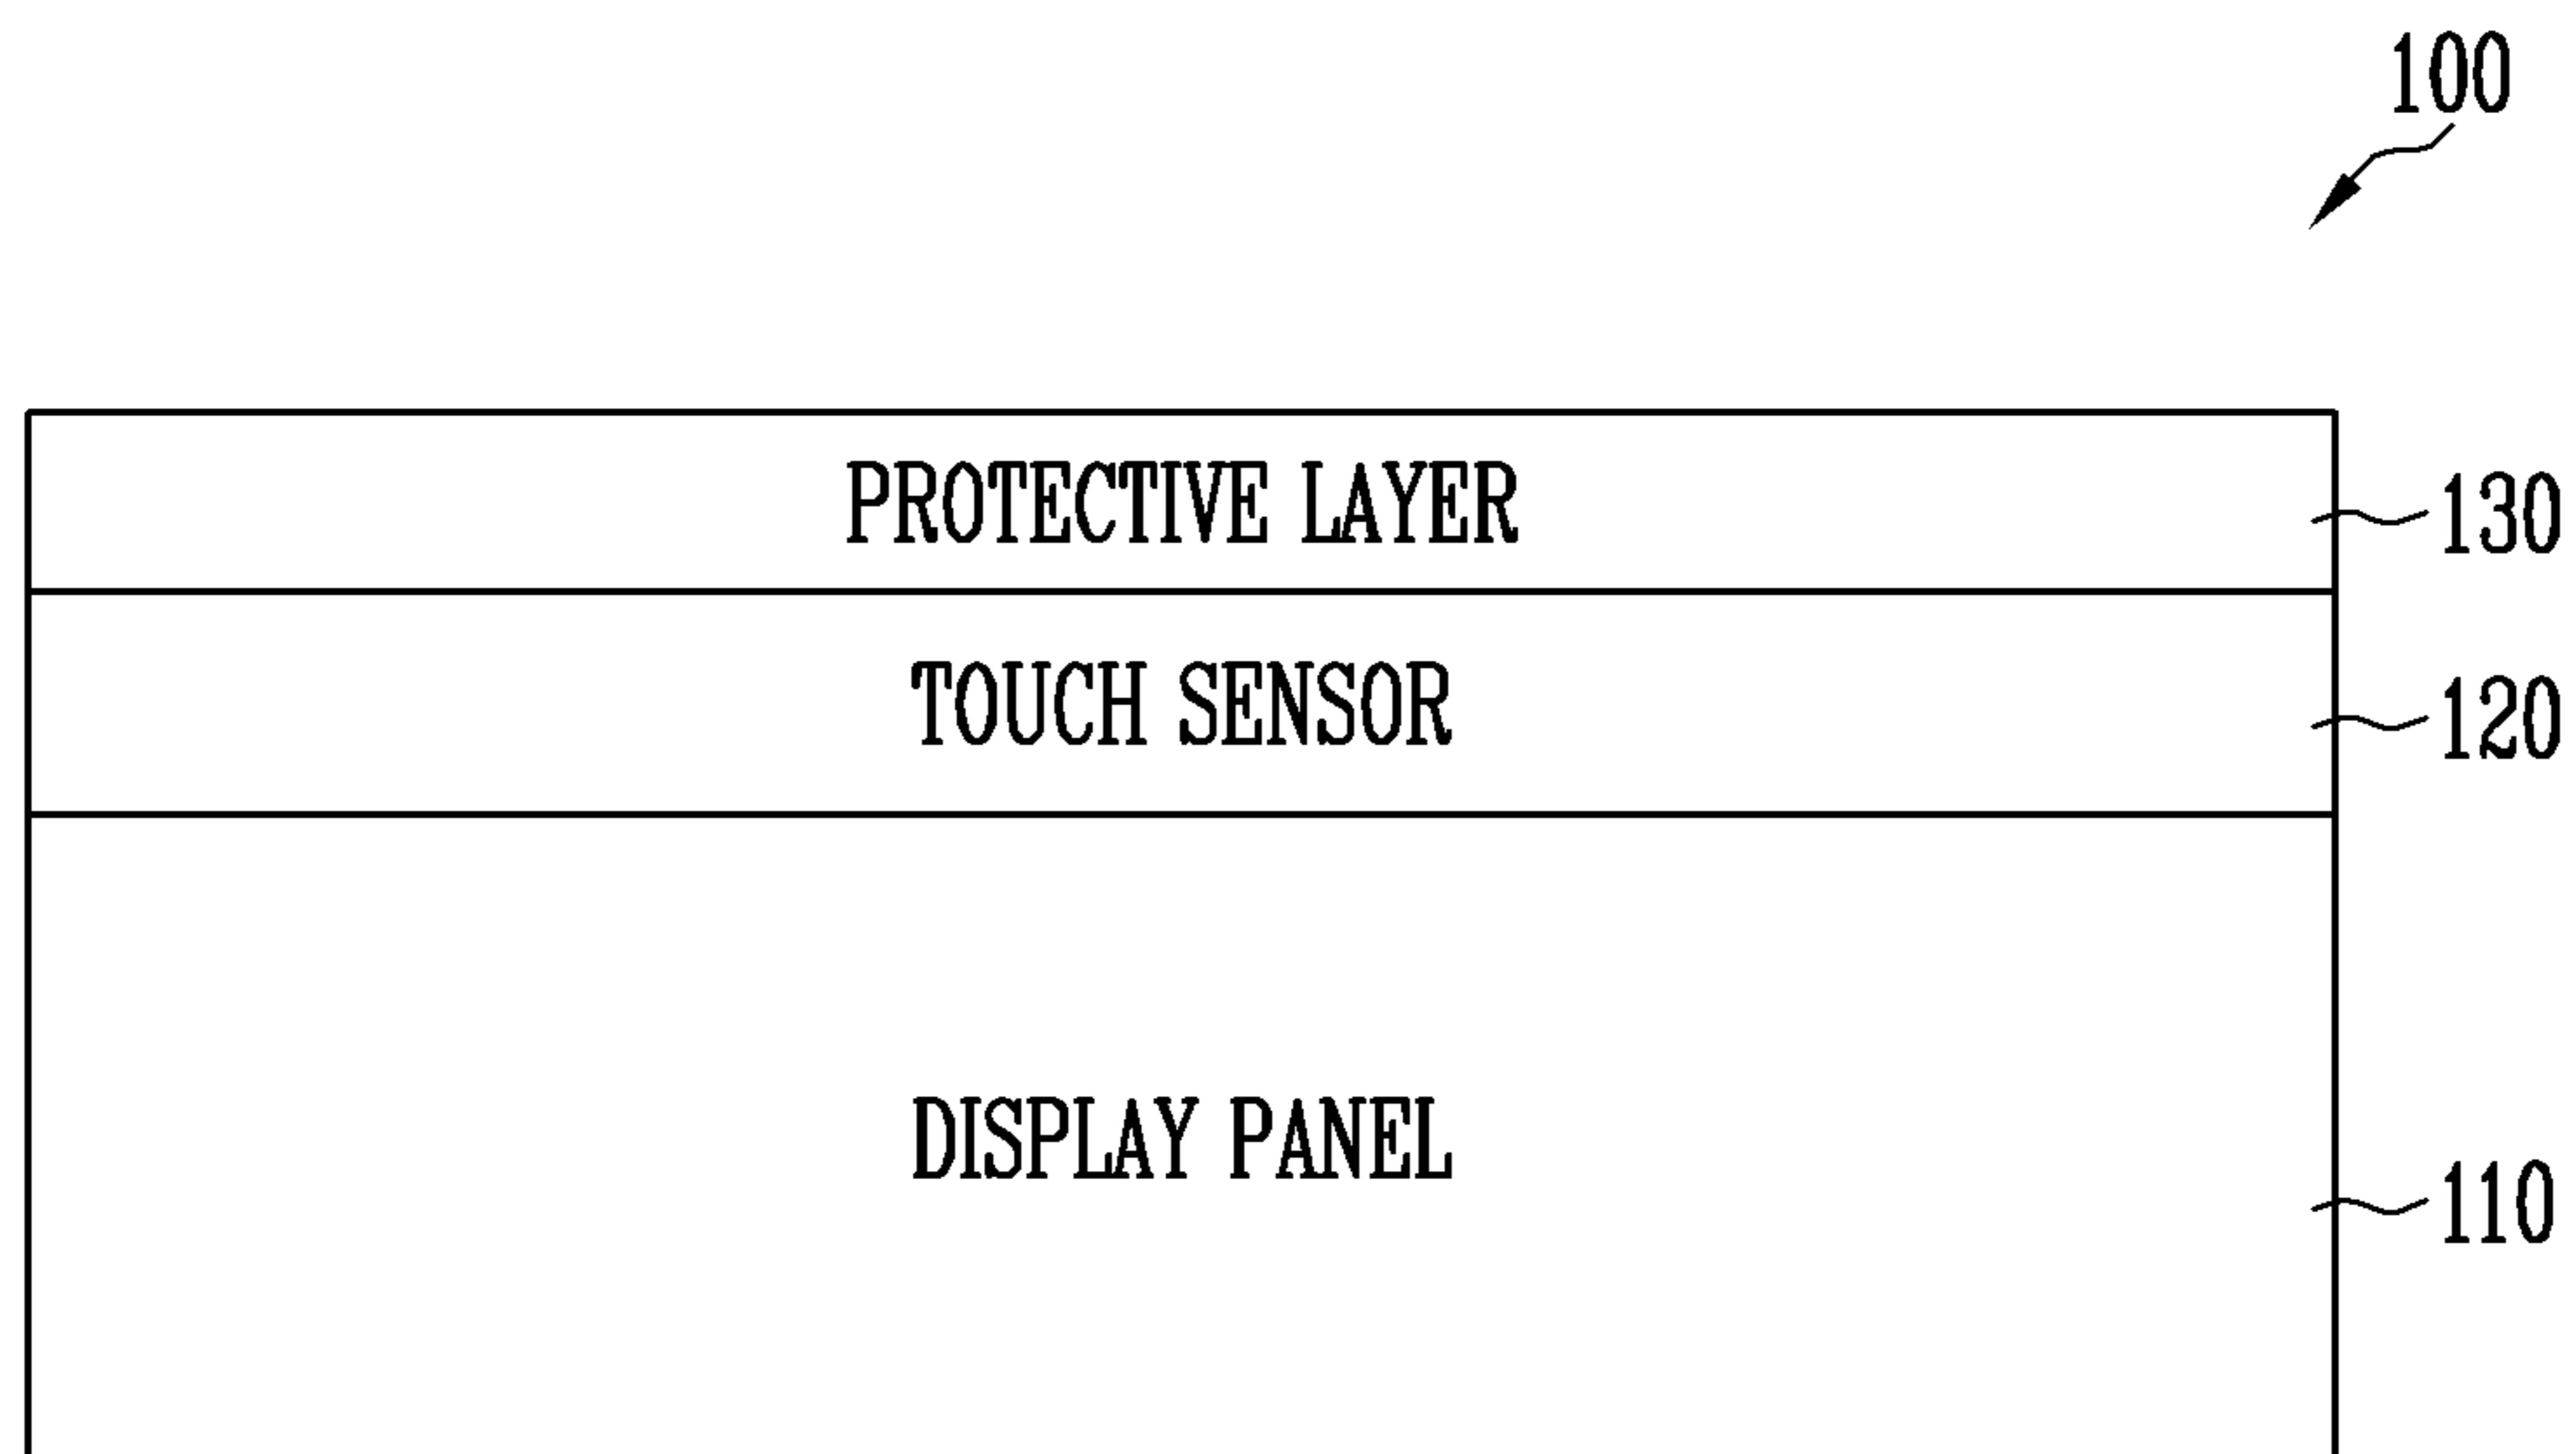 100
PROTECTIVE LAYER 130
TOUCH SENSOR 120
DISPLAY PANEL
110